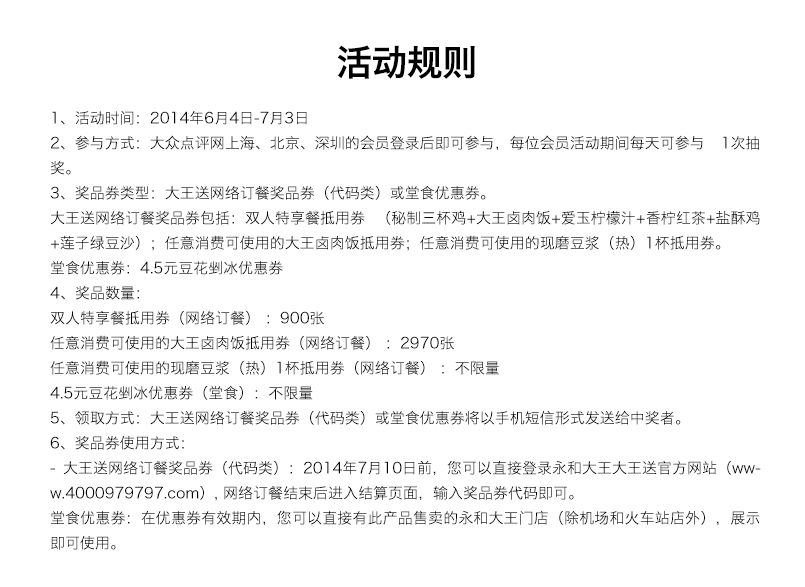 活动规则
1、活动时间：2014年6月4日-7月3日
2、参与方式：大众点评网上海、北京、深圳的会员登录后即可参与，每位会员活动期间每天可参与 1次抽
奖。
3、奖品券类型：大王送网络订餐奖品券（代码类）或堂食优惠券。
大王送网络订餐奖品券包括：双人特享餐抵用券 （秘制三杯鸡+大王卤肉饭+爱玉柠檬汁+香柠红茶+盐酥鸡
+莲子绿豆沙）；任意消费可使用的大王卤肉饭抵用券；任意消费可使用的现磨豆浆（热）1杯抵用券。
堂食优惠券：4.5元豆花剉冰优惠券
4、奖品数量：
双人特享餐抵用券（网络订餐）：900张
任意消费可使用的大王卤肉饭抵用券（网络订餐）：2970张
任意消费可使用的现磨豆浆（热）1杯抵用券（网络订餐）：不限量
4.5元豆花剉冰优惠券（堂食）：不限量
5、领取方式：大王送网络订餐奖品券（代码类）或堂食优惠券将以手机短信形式发送给中奖者。
6、奖品券使用方式：
- 大王送网络订餐奖品券（代码类）：2014年7月10日前，您可以直接登录永和大王大王送官方网站（ww-
w.4000979797.com）, 网络订餐结束后进入结算页面，输入奖品券代码即可。
堂食优惠券：在优惠券有效期内，您可以直接有此产品售卖的永和大王门店（除机场和火车站店外），展示
即可使用。